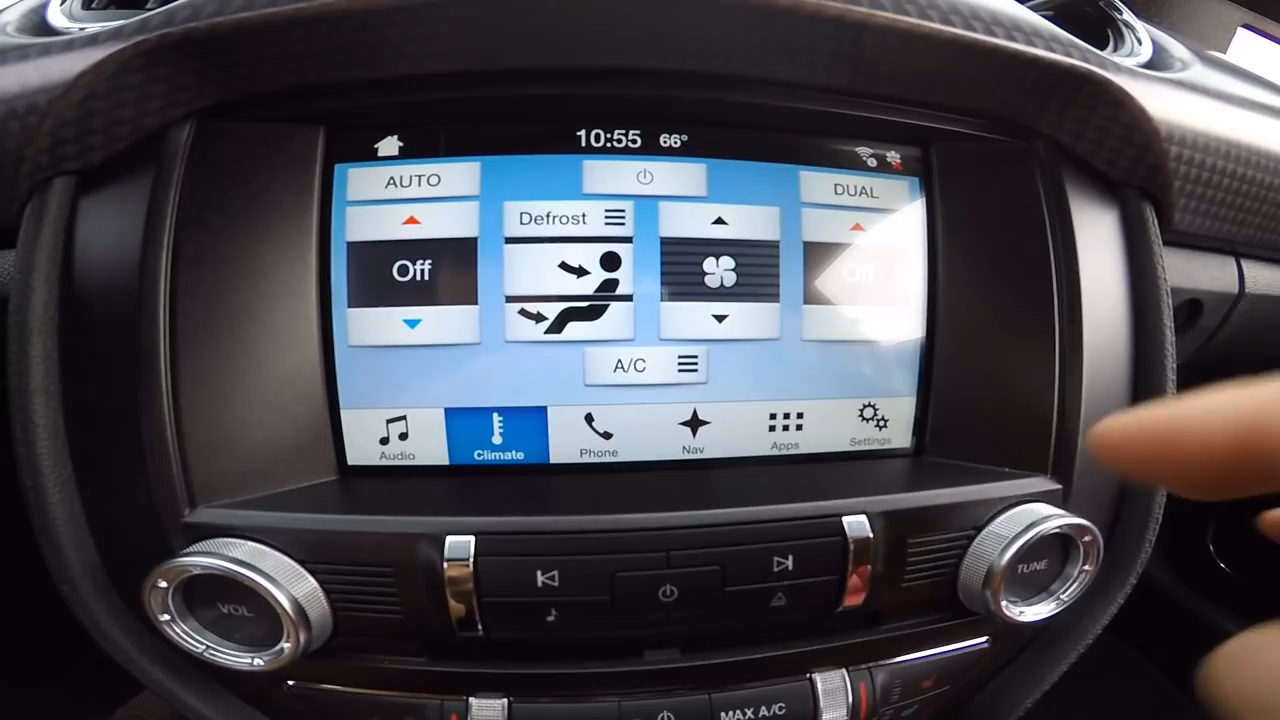 10:55 66°
AUTO
DUAL
Defrost
Off
Off
A/C
Audio
Climate
Phone
Nav
Apps
Settings
VOL
TUNE
MAX A/C